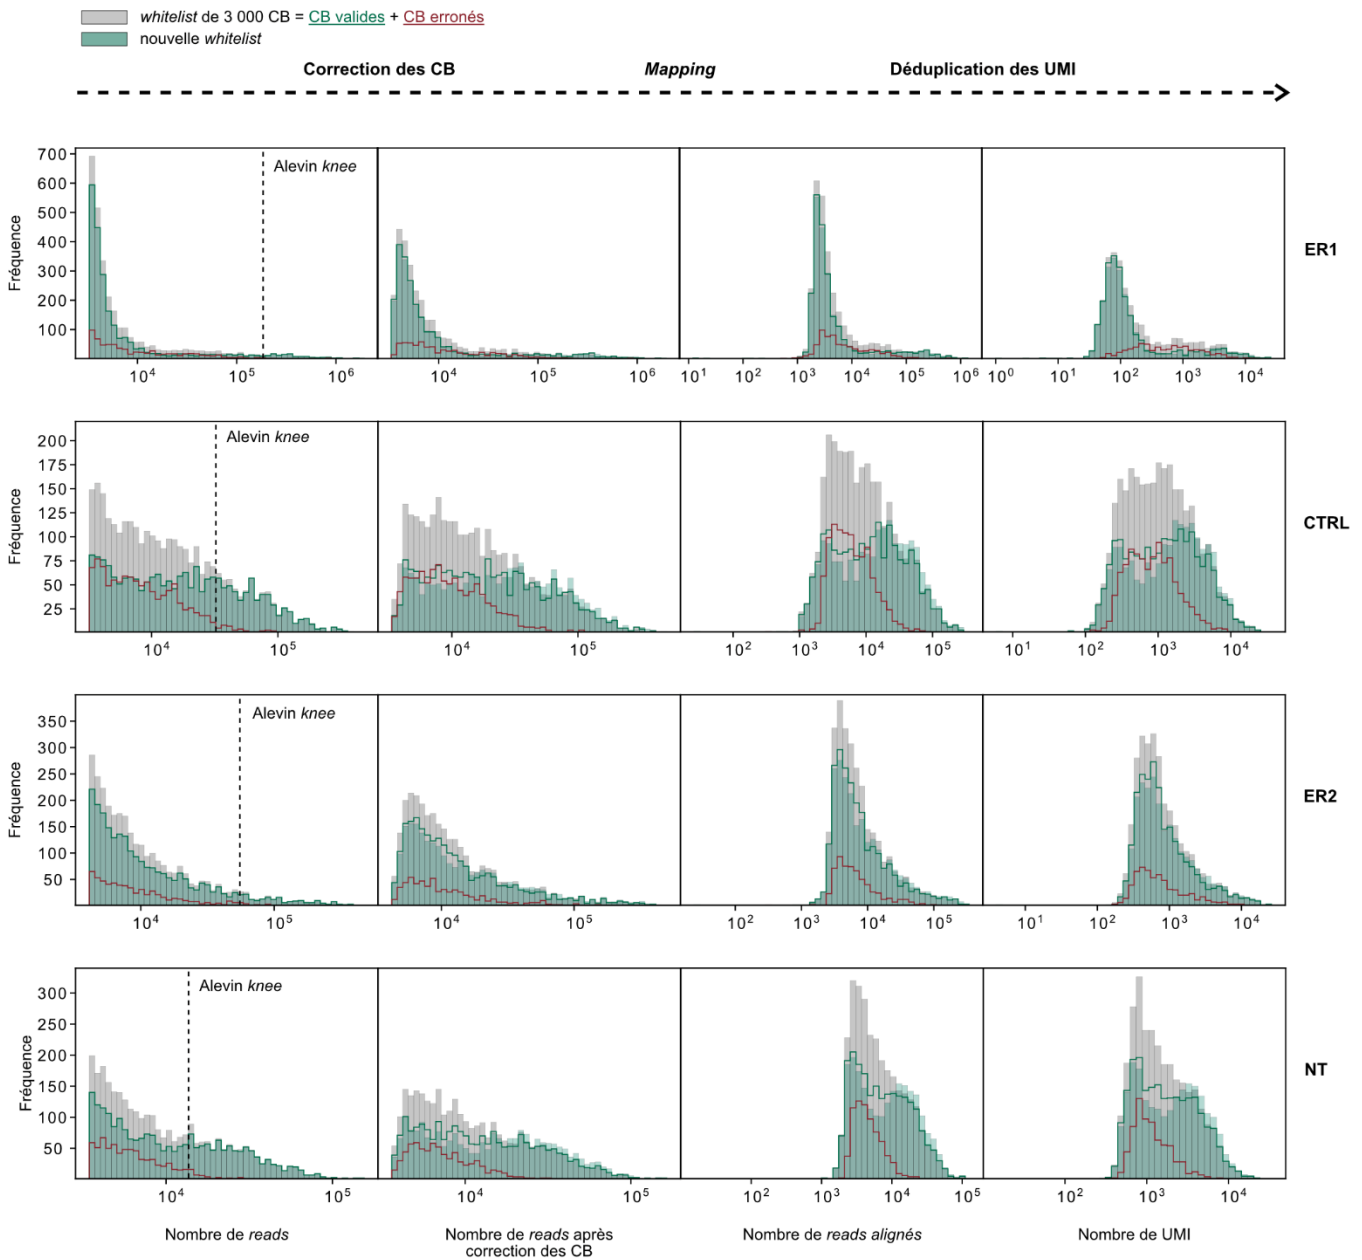 whitelist de 3 000 CB = CB valides + CB erronés
nouvelle whitelist
Correction des CB Mapping Déduplication des UMI
Fréquence
700
600
500
400
300
200
100
Alevin knee
10⁴ 10⁵ 10⁶
10⁴ 10⁵ 10⁶
10¹ 10² 10³ 10⁴ 10⁵ 10⁶
10⁰ 10¹ 10² 10³ 10⁴
ER1
Fréquence
200
175
150
125
100
75
50
25
Alevin knee
10⁴ 10⁵
10⁴ 10⁵
10² 10³ 10⁴ 10⁵
10¹ 10² 10³ 10⁴
CTRL
Fréquence
350
300
250
200
150
100
50
Alevin knee
10⁴ 10⁵
10⁴ 10⁵
10² 10³ 10⁴ 10⁵
10¹ 10² 10³ 10⁴
ER2
Fréquence
300
250
200
150
100
50
Alevin knee
10⁴ 10⁵
10⁴ 10⁵
10² 10³ 10⁴ 10⁵
10² 10³ 10⁴
NT
Nombre de reads
Nombre de reads après
correction des CB
Nombre de reads alignés
Nombre de UMI